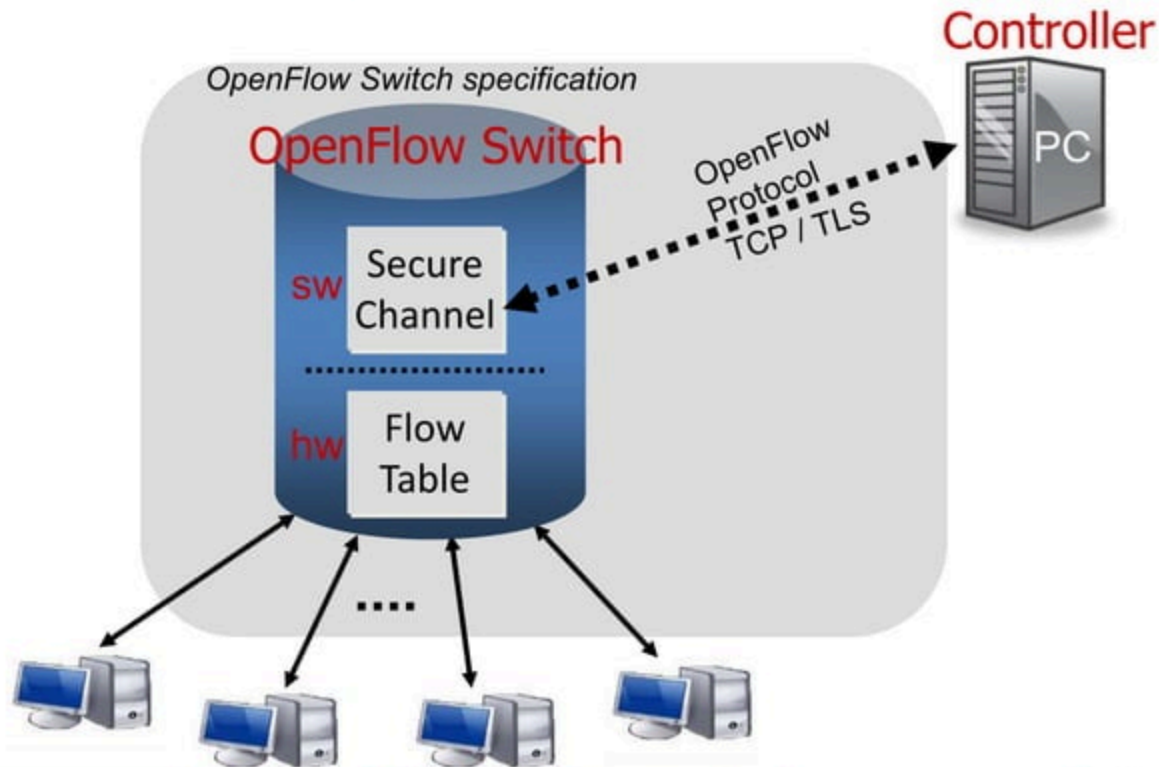 Controller
OpenFlow Switch specification
OpenFlow Switch
PC
OpenFlow
Protocol
TCP / TLS
sw
Secure
Channel
hw
Flow
Table